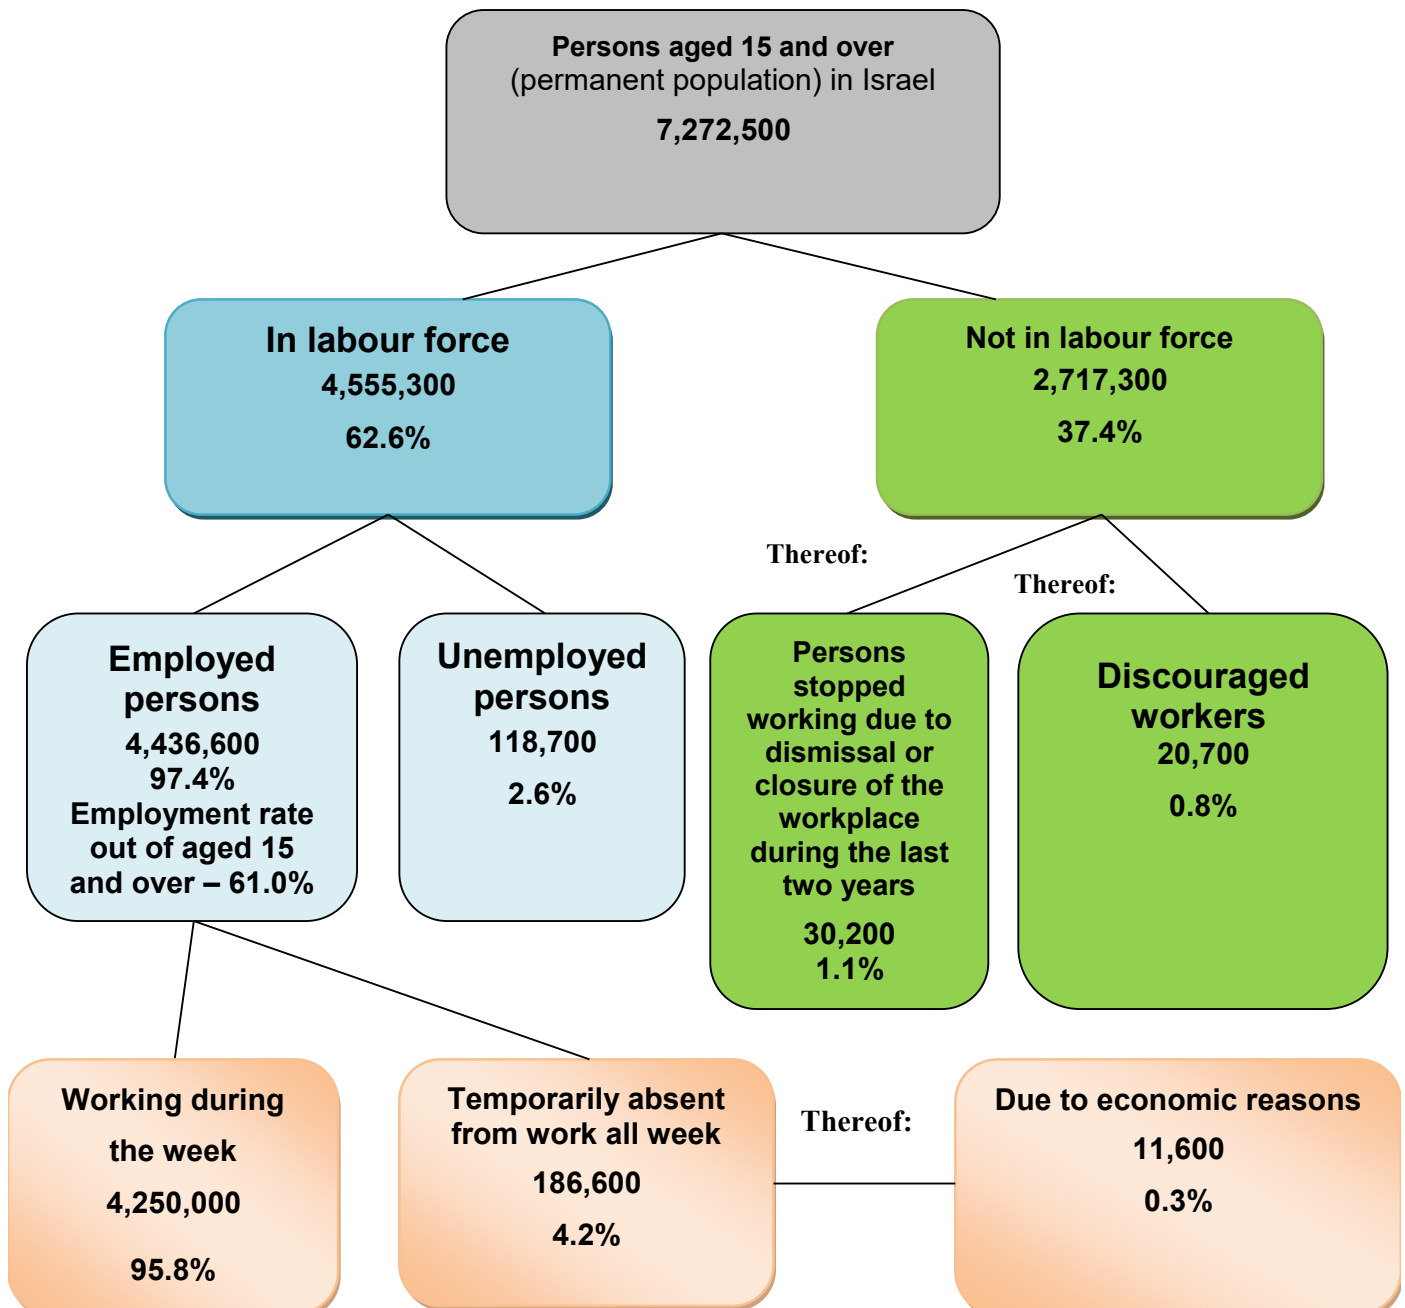 Persons aged 15 and over
(permanent population) in Israel
7,272,500
In labour force
4,555,300
62.6%
Not in labour force
2,717,300
37.4%
Thereof:
Thereof:
Employed
persons
4,436,600
97.4%
Employment rate
out of aged 15
and over – 61.0%
Unemployed
persons
118,700
2.6%
Persons
stopped
working due to
dismissal or
closure of the
workplace
during the last
two years
30,200
1.1%
Discouraged
workers
20,700
0.8%
Working during
the week
4,250,000
95.8%
Temporarily absent
from work all week
186,600
4.2%
Thereof:
Due to economic reasons
11,600
0.3%